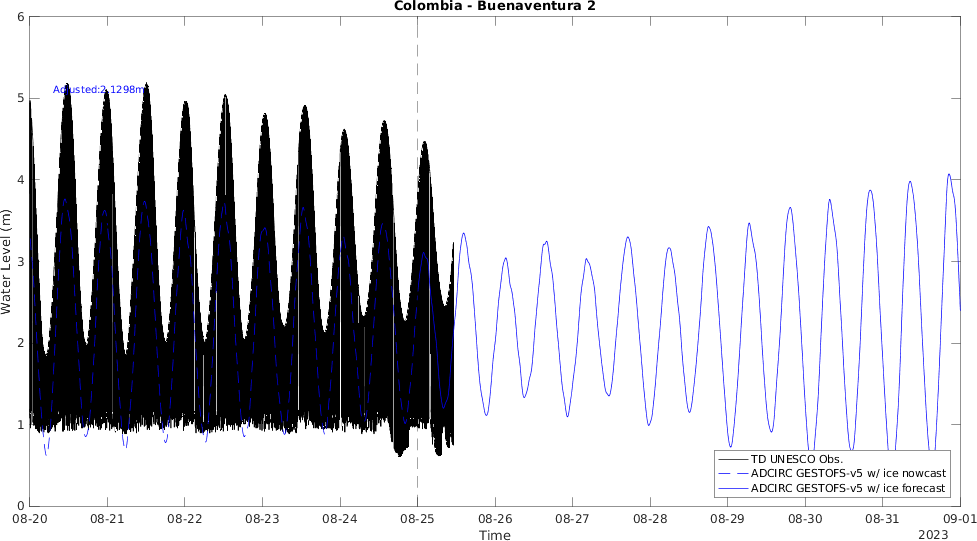 Colombia - Buenaventura 2
Adjusted:2.1298m
Water Level (m)
6
5
4
3
2
1
0
08-20 08-21 08-22 08-23 08-24 08-25 08-26 08-27 08-28 08-29 08-30 08-31 09-01
Time
2023
TD UNESCO Obs.
ADCIRC GESTOFS-v5 w/ ice nowcast
ADCIRC GESTOFS-v5 w/ ice forecast